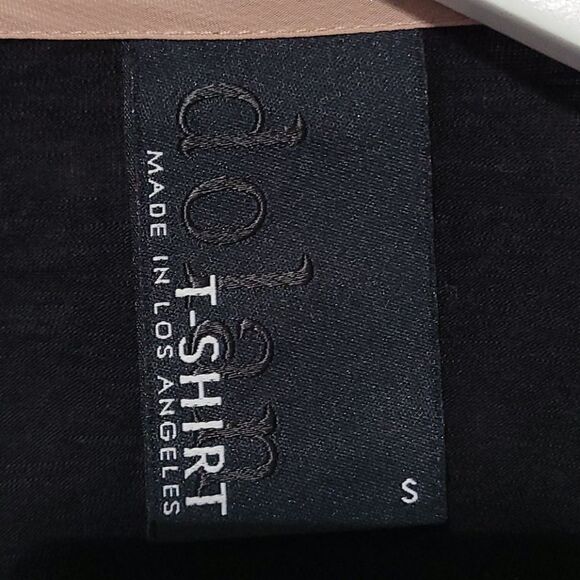 dolan
T-SHIRT
MADE IN LOS ANGELES
S